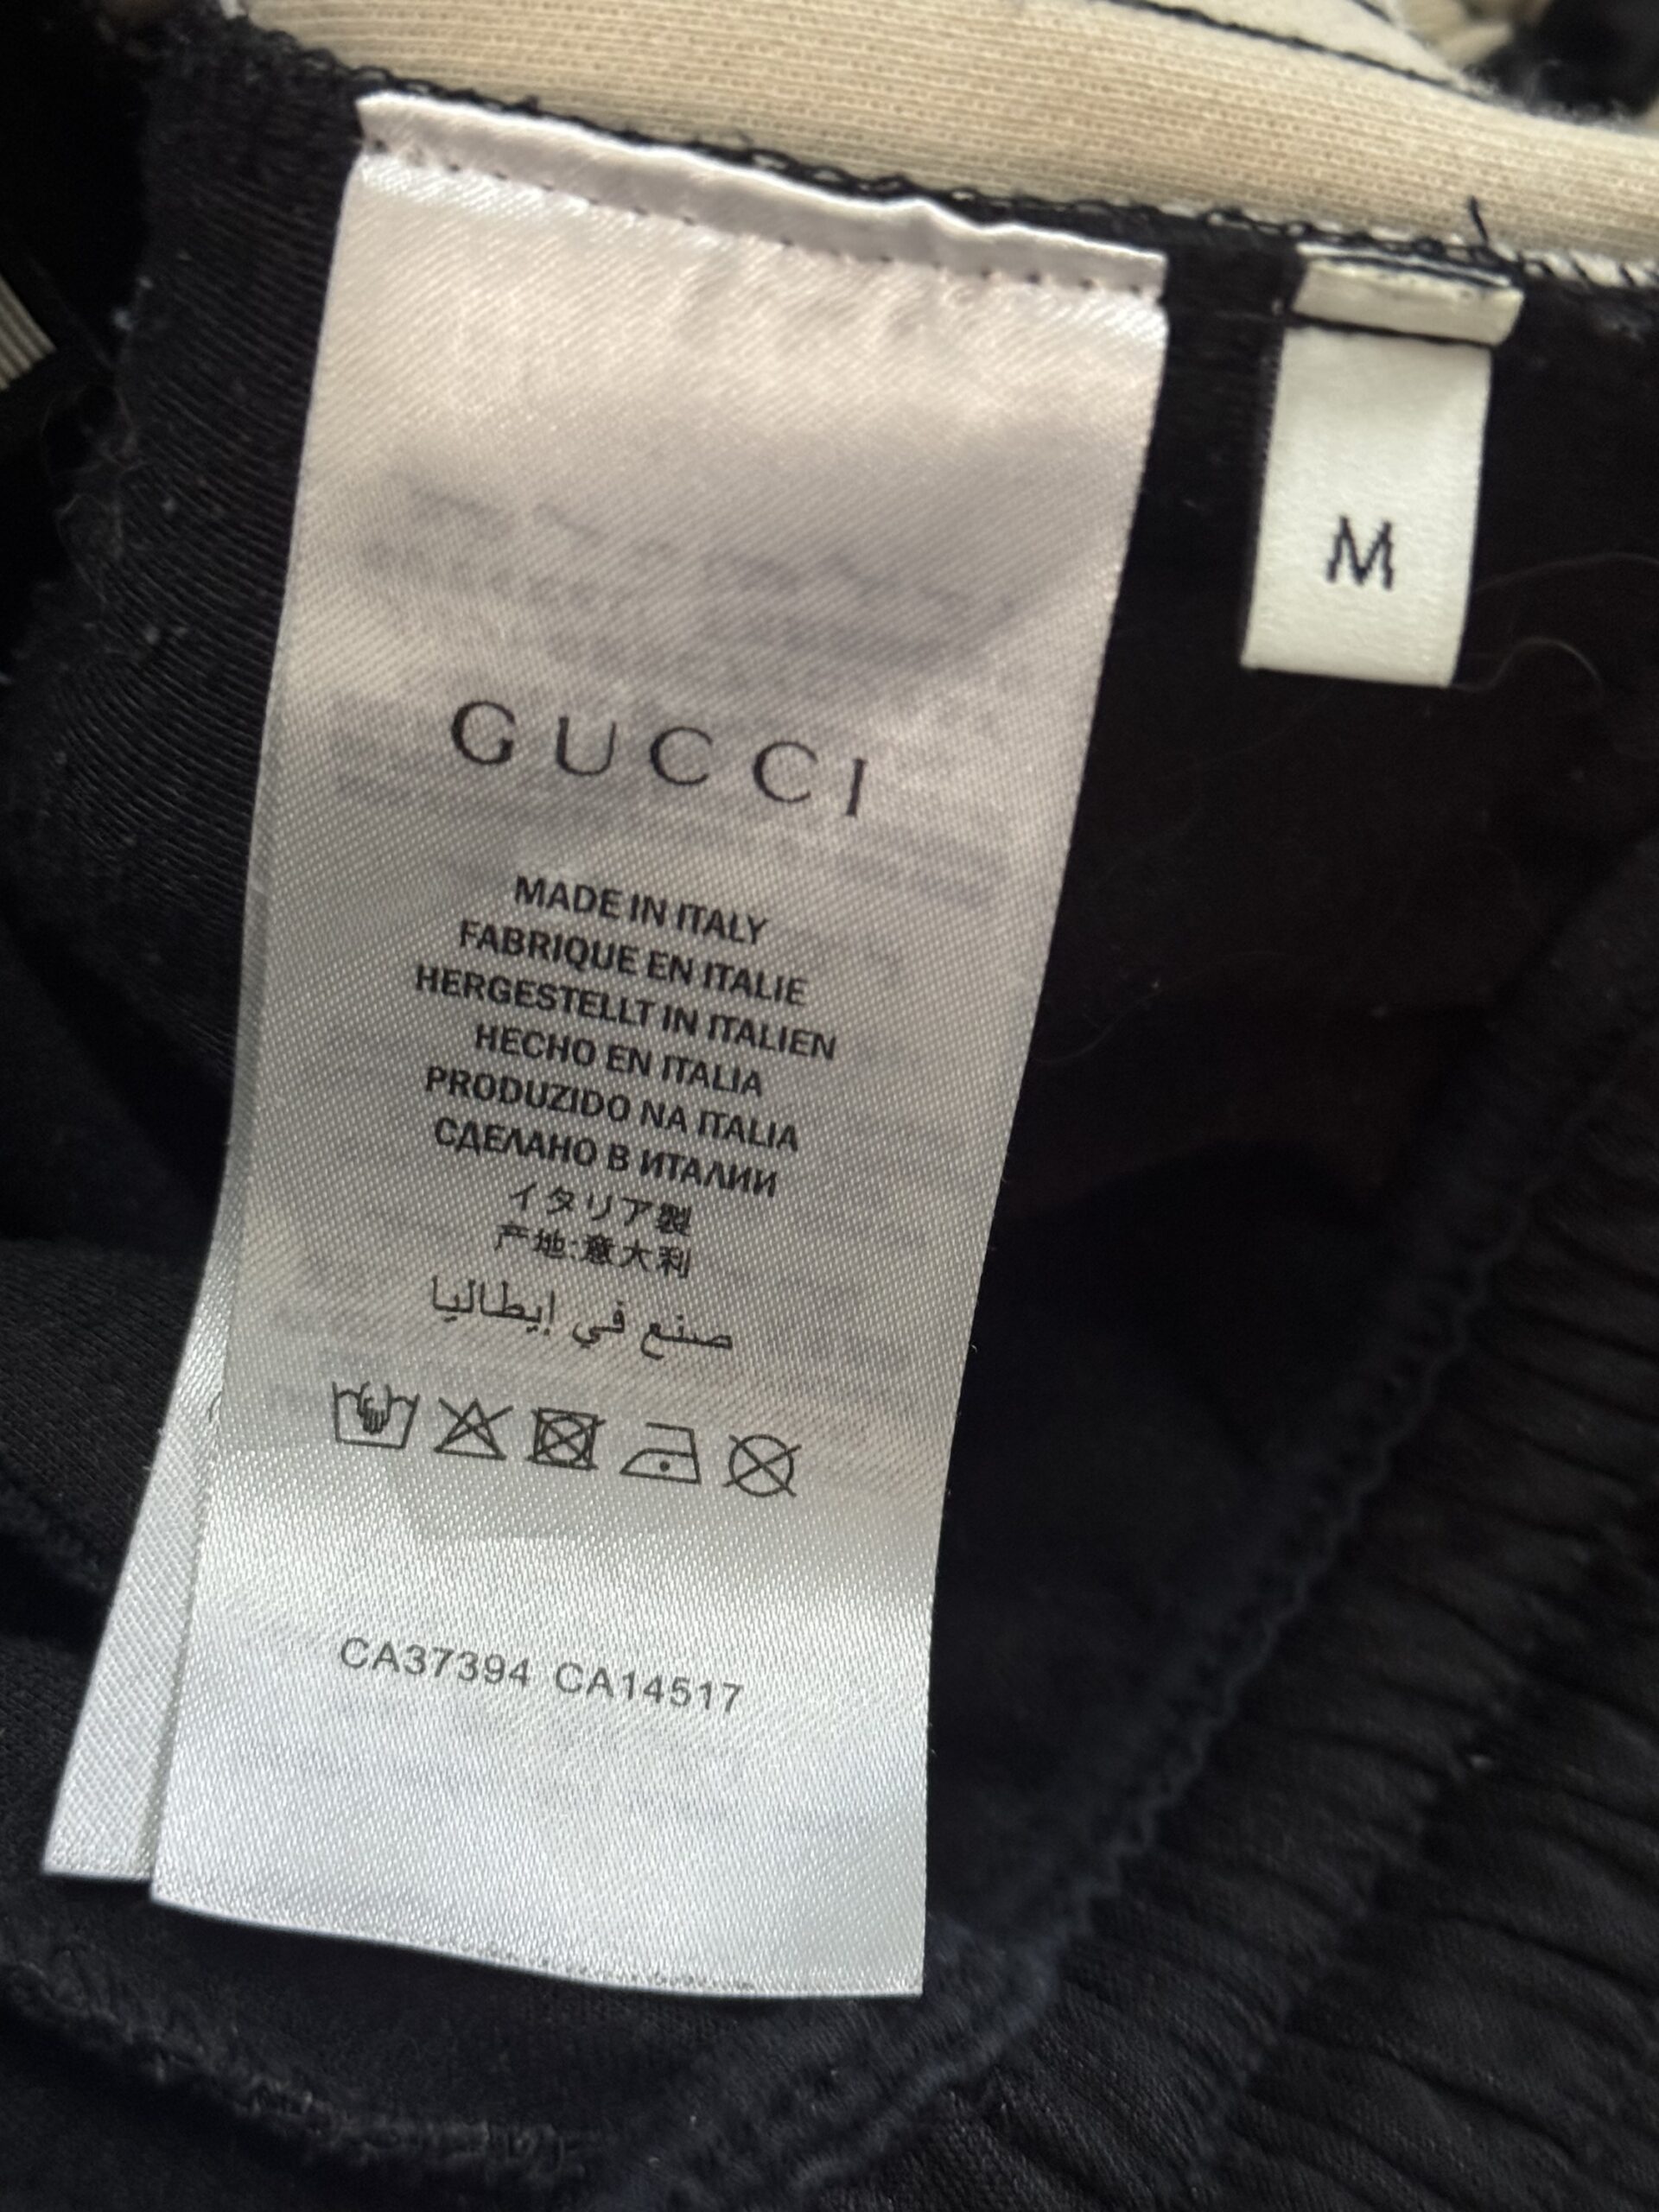 GUCCI
MADE IN ITALY
FABRIQUE EN ITALIE
HERGESTELLT IN ITALIEN
HECHO EN ITALIA
PRODUZIDO NA ITALIA
СДЕЛАНО В ИТАЛИИ
イタリア製
产地:意大利
صنع في إيطاليا
CA37394 CA14517
M